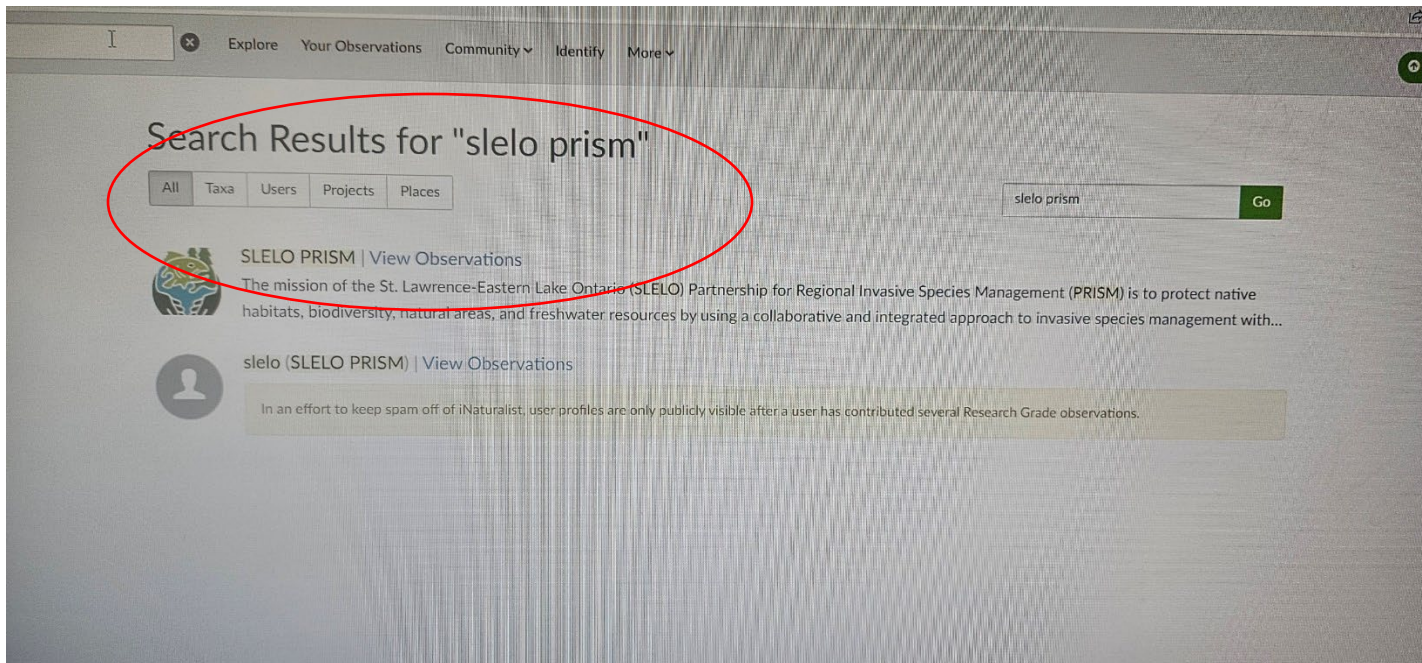 Explore Your Observations Community Identify More
Search Results for "slelo prism"
All Taxa Users Projects Places
slelo prism Go
SLELO PRISM | View Observations
The mission of the St. Lawrence-Eastern Lake Ontario (SLELO) Partnership for Regional Invasive Species Management (PRISM) is to protect native
habitats, biodiversity, natural areas, and freshwater resources by using a collaborative and integrated approach to invasive species management with...
slelo (SLELO PRISM) | View Observations
In an effort to keep spam off of iNaturalist, user profiles are only publicly visible after a user has contributed several Research Grade observations.